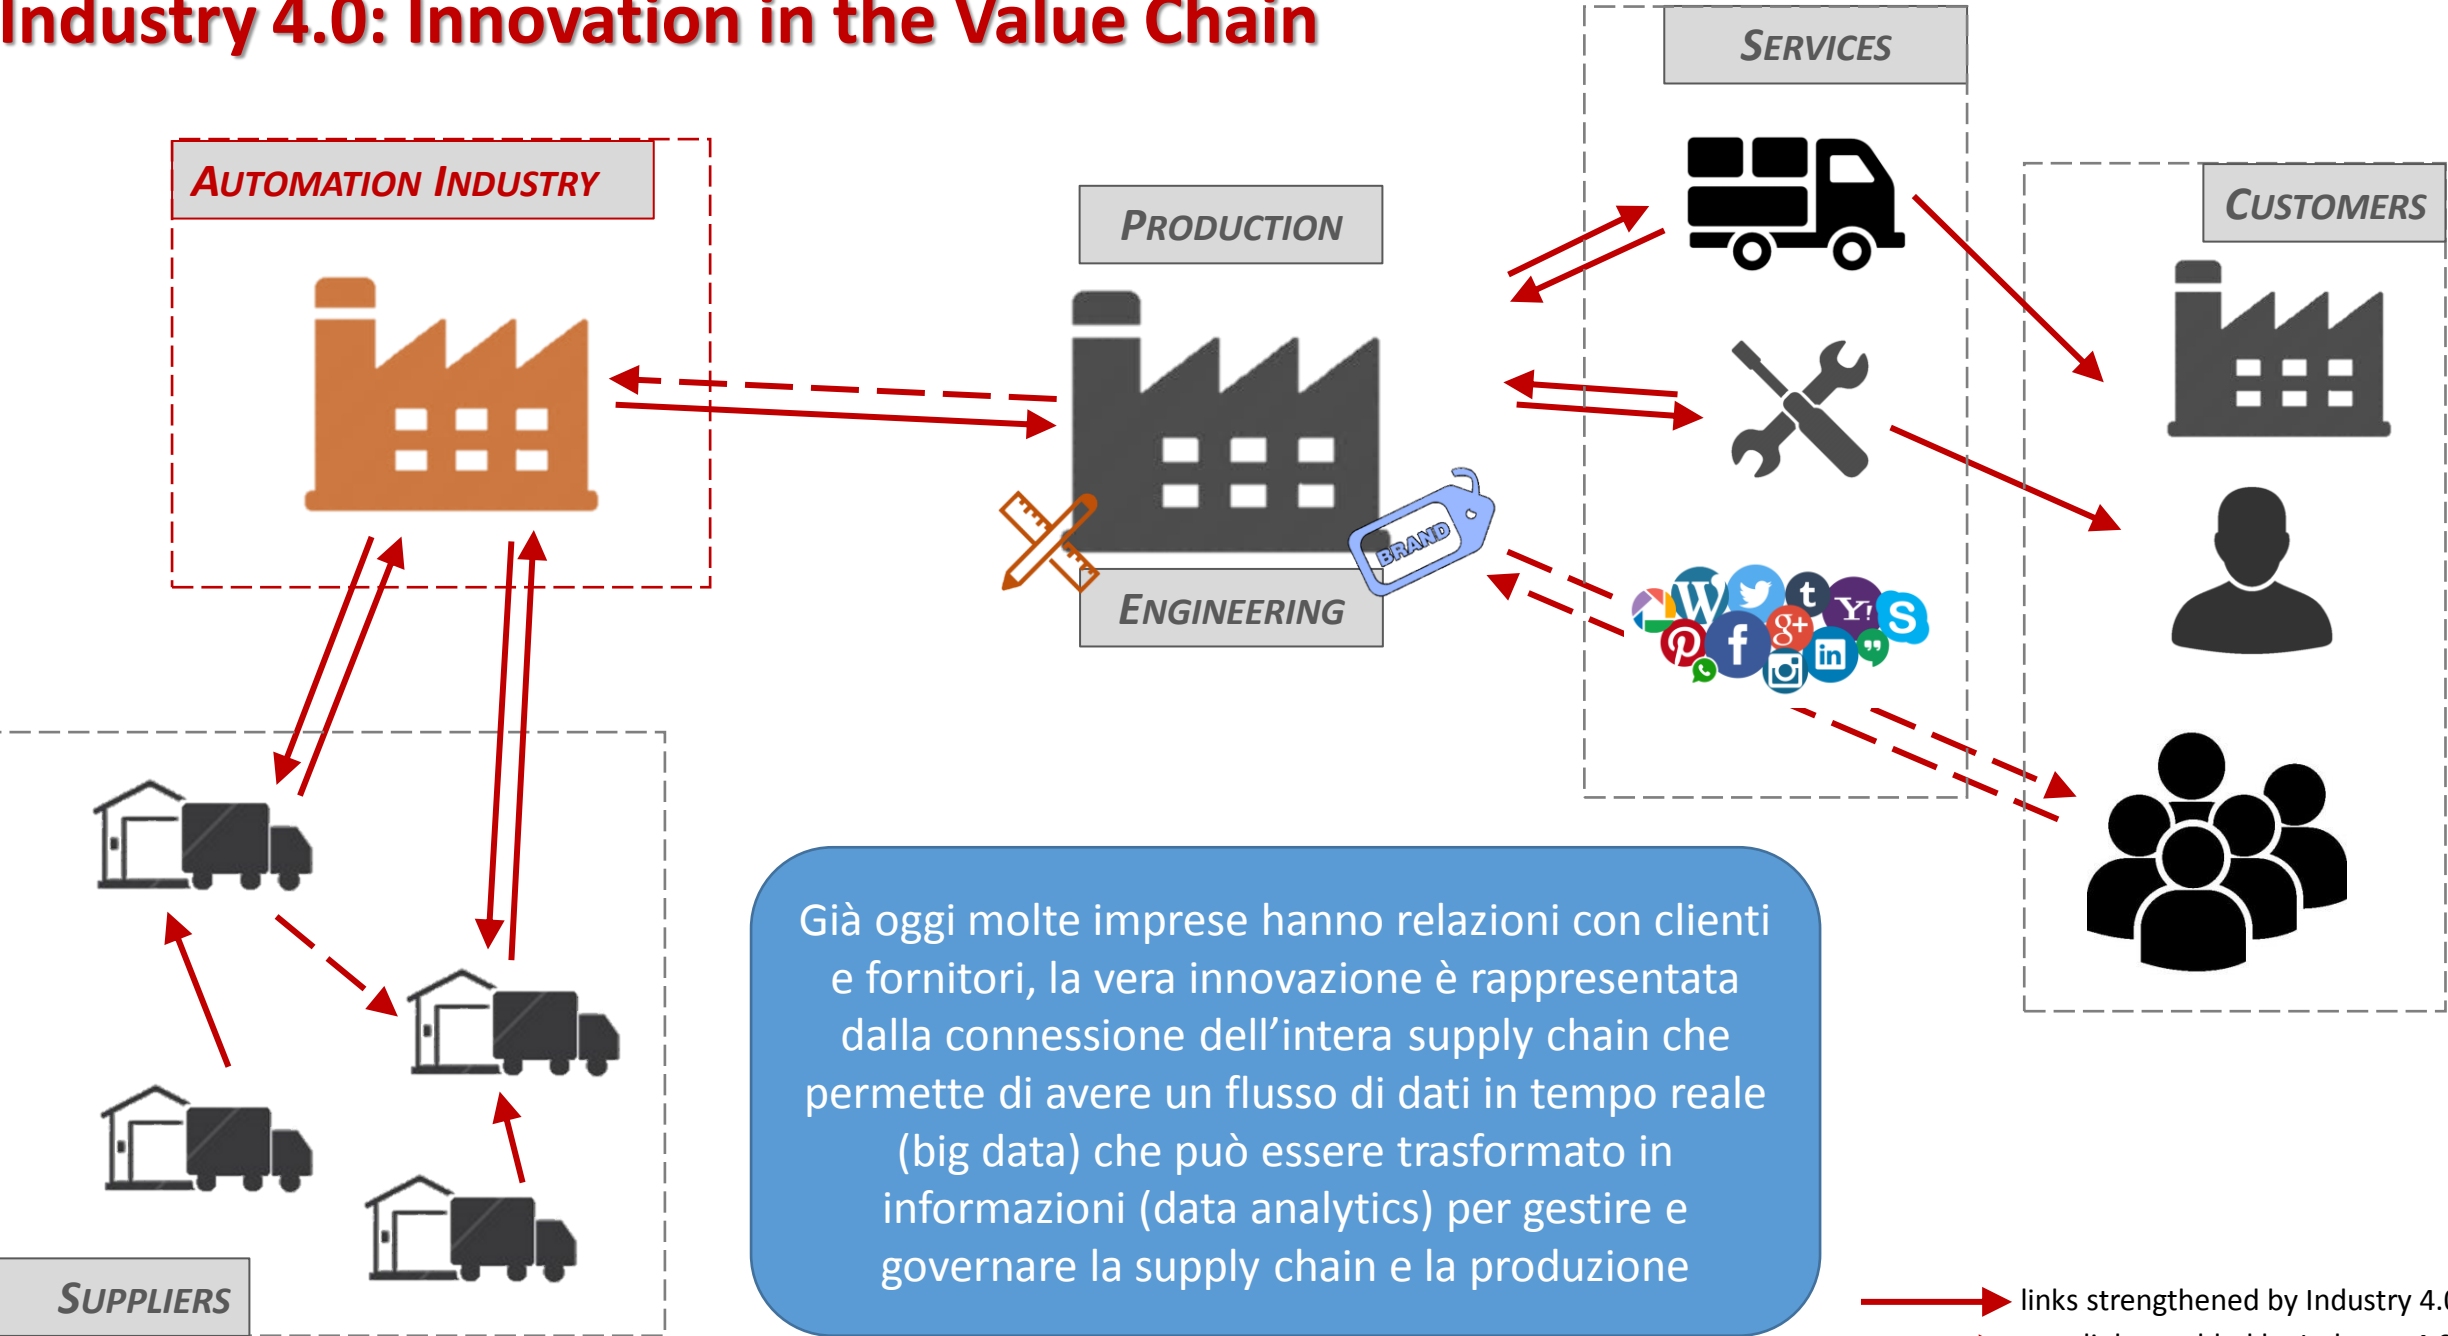 Industry 4.0: Innovation in the Value Chain
SERVICES
AUTOMATION INDUSTRY
CUSTOMERS
PRODUCTION
BRAND
ENGINEERING
Già oggi molte imprese hanno relazioni con clienti
e fornitori, la vera innovazione è rappresentata
dalla connessione dell'intera supply chain che
permette di avere un flusso di dati in tempo reale
(big data) che può essere trasformato in
informazioni (data analytics) per gestire e
governare la supply chain e la produzione
SUPPLIERS
links strengthened by Industry 4.0